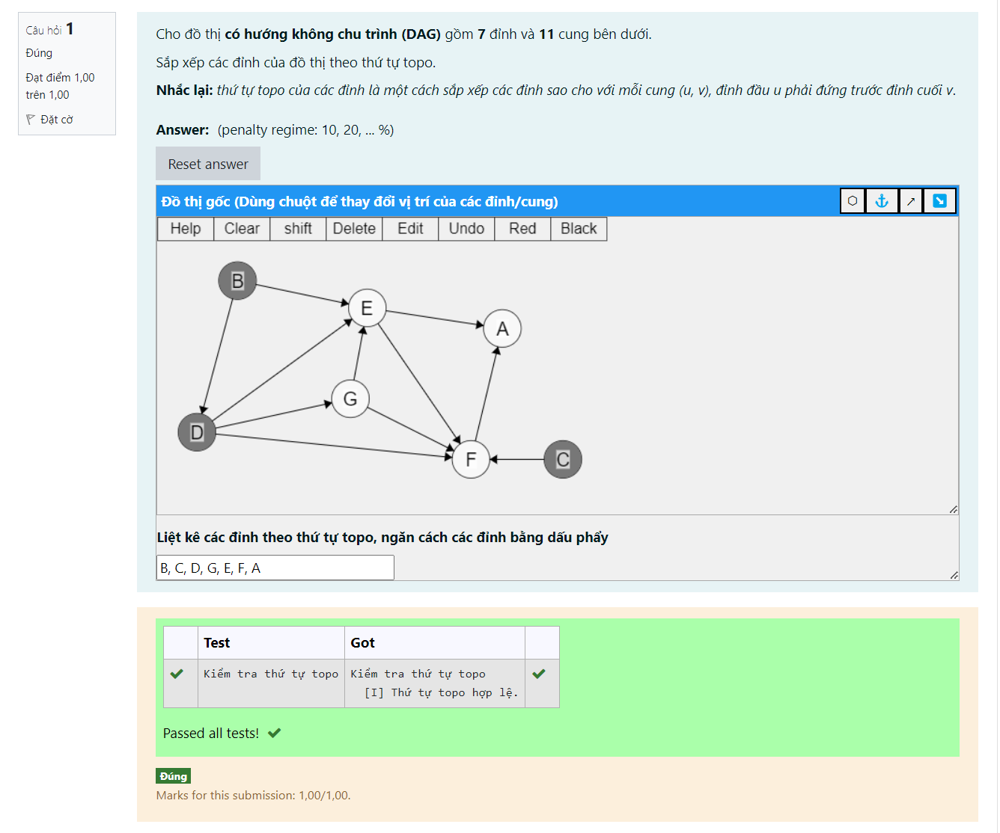 Câu hỏi 1
Đúng
Đạt điểm 1,00
trên 1,00
Đặt cờ
Cho đồ thị có hướng không chu trình (DAG) gồm 7 đỉnh và 11 cung bên dưới.
Sắp xếp các đỉnh của đồ thị theo thứ tự topo.
Nhắc lại: thứ tự topo của các đỉnh là một cách sắp xếp các đỉnh sao cho với mỗi cung (u, v), đỉnh đầu u phải đứng trước đỉnh cuối v.
Answer: (penalty regime: 10, 20, ... %)
Reset answer
Đồ thị gốc (Dùng chuột để thay đổi vị trí của các đỉnh/cung)
Help Clear shift Delete Edit Undo Red Black
B
E
A
G
D
F
C
Liệt kê các đỉnh theo thứ tự topo, ngăn cách các đỉnh bằng dấu phẩy
B, C, D, G, E, F, A
Test Got
Kiểm tra thứ tự topo Kiểm tra thứ tự topo
[I] Thứ tự topo hợp lệ.
Passed all tests!
Đúng
Marks for this submission: 1,00/1,00.